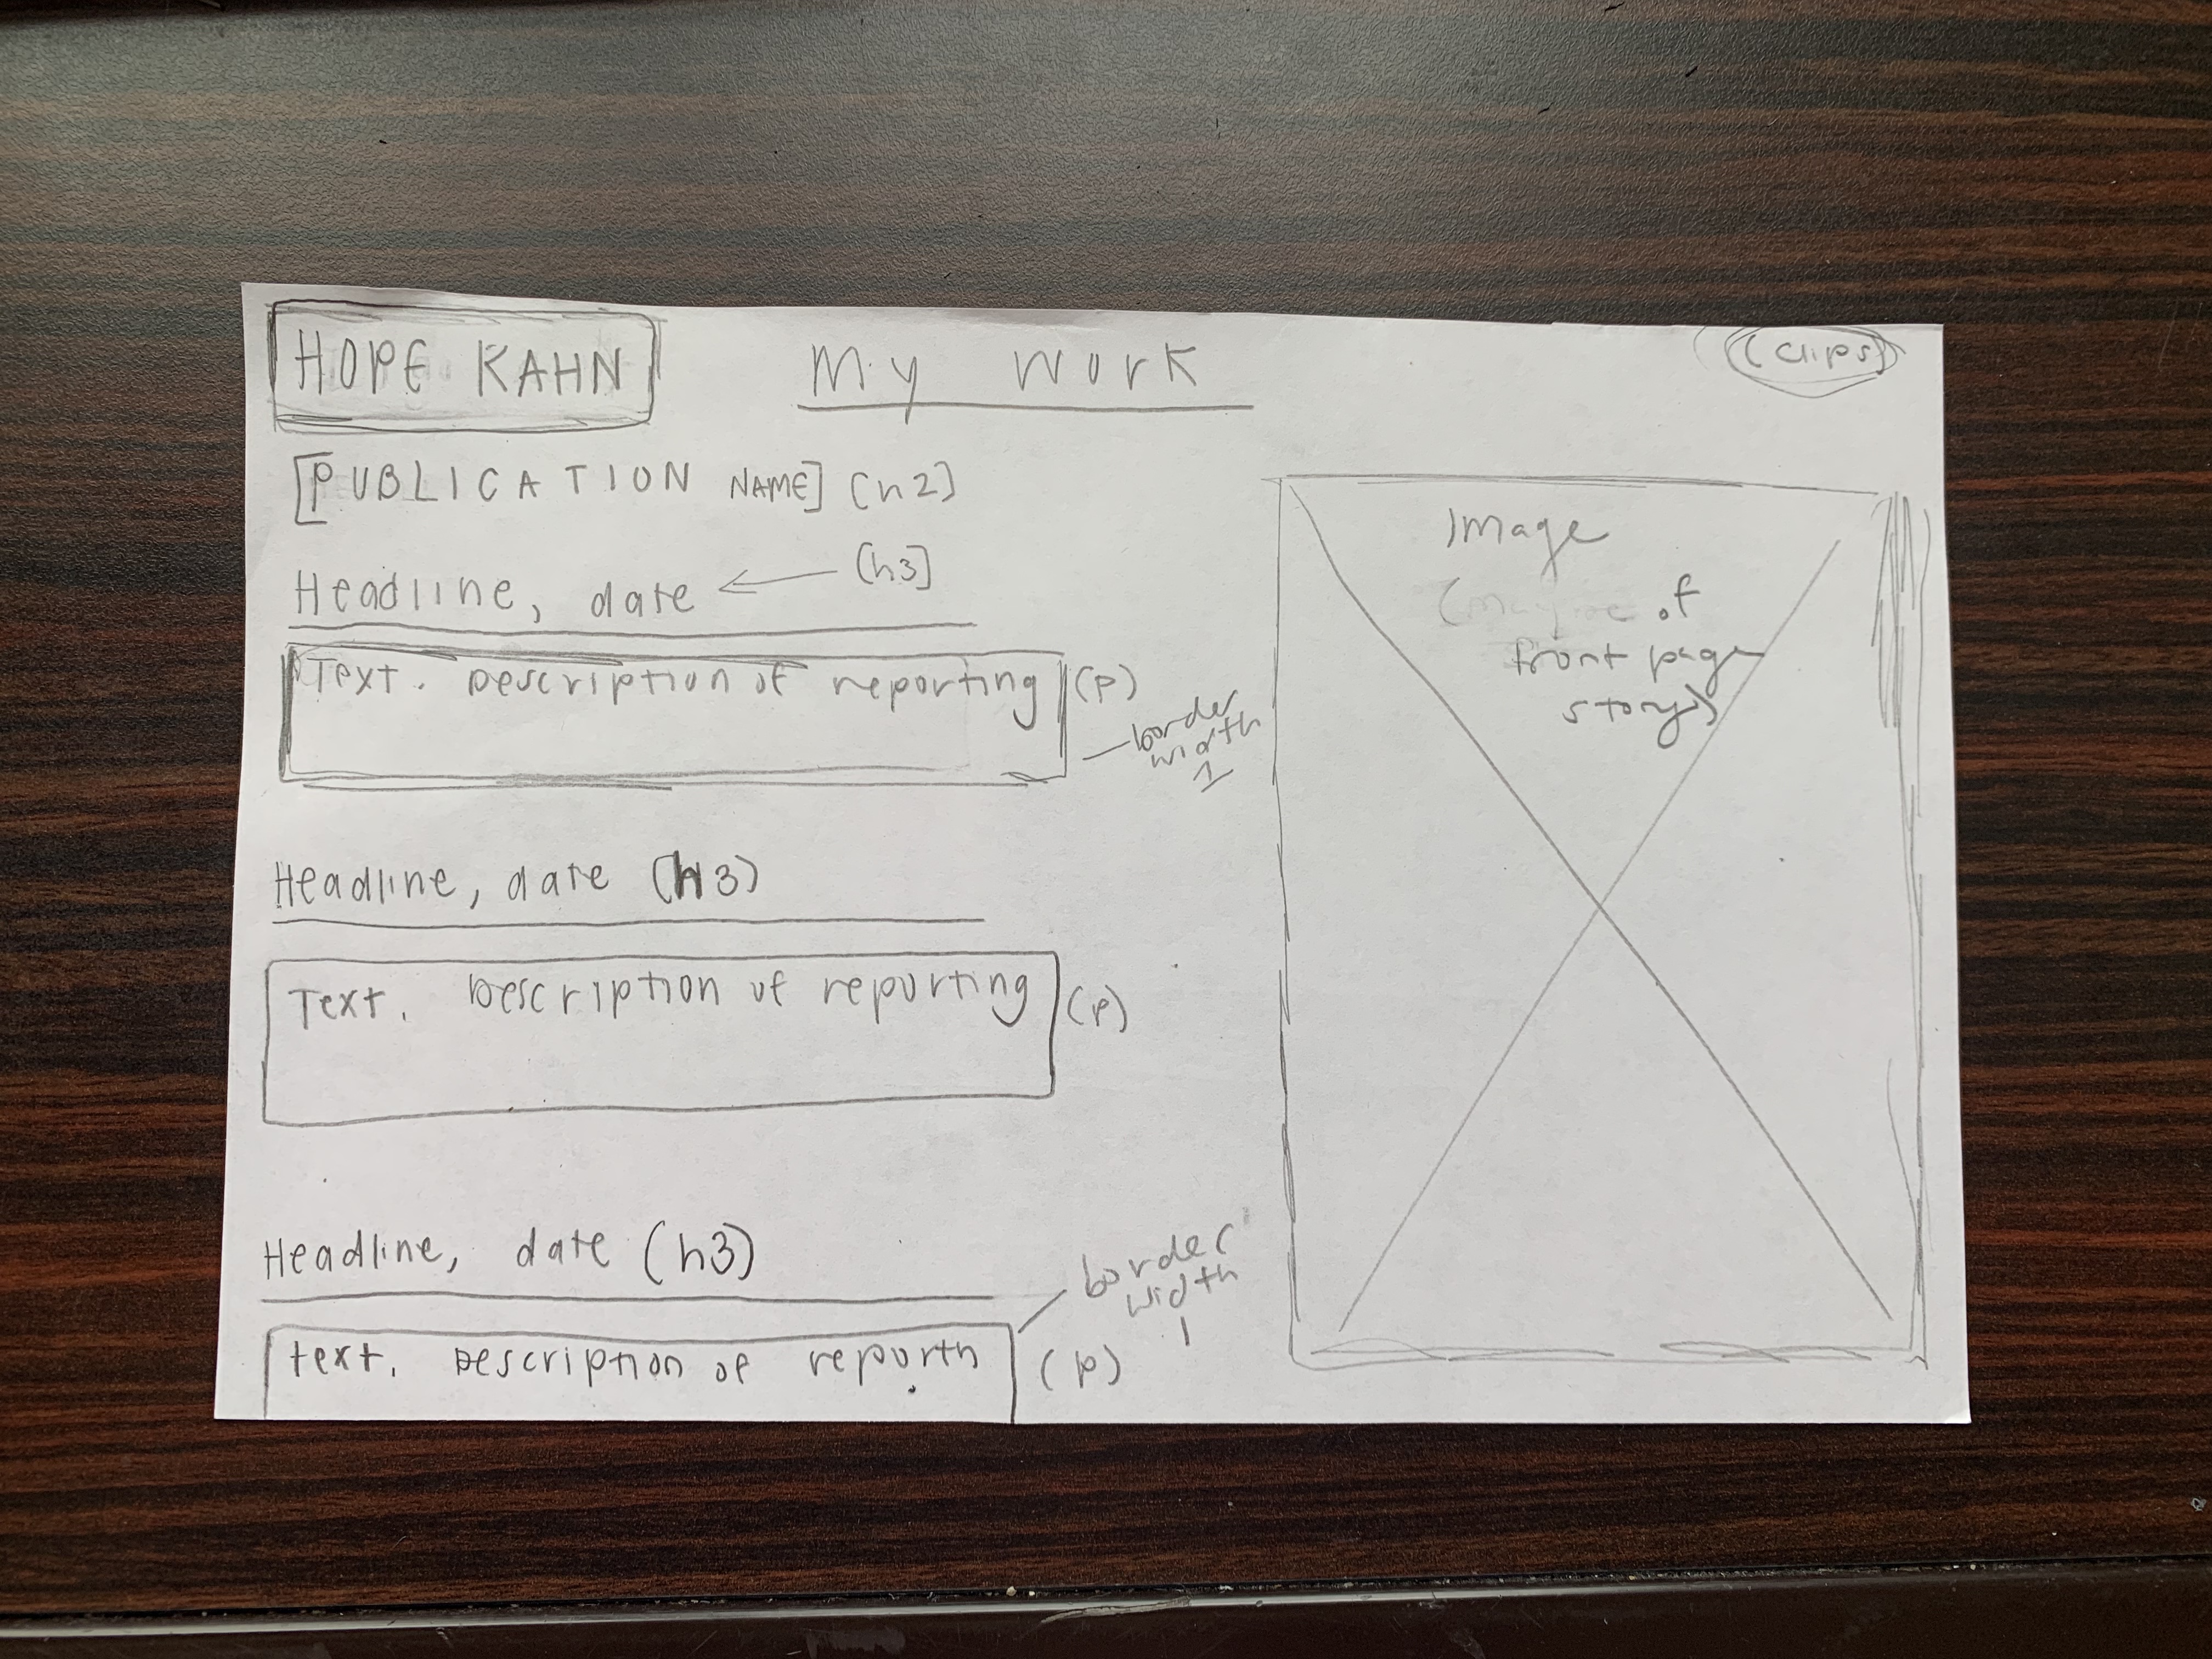 HOPE KAHN
My Work
(Clips)
[PUBLICATION NAME] (h2)
Headline, date ← (h3)
Text. Description of reporting (p)
border
width
1
Headline, date (h3)
Text. Description of reporting (p)
Headline, date (h3)
border
width
1
Text. Description of reportin (p)
Image
of
front page
story)